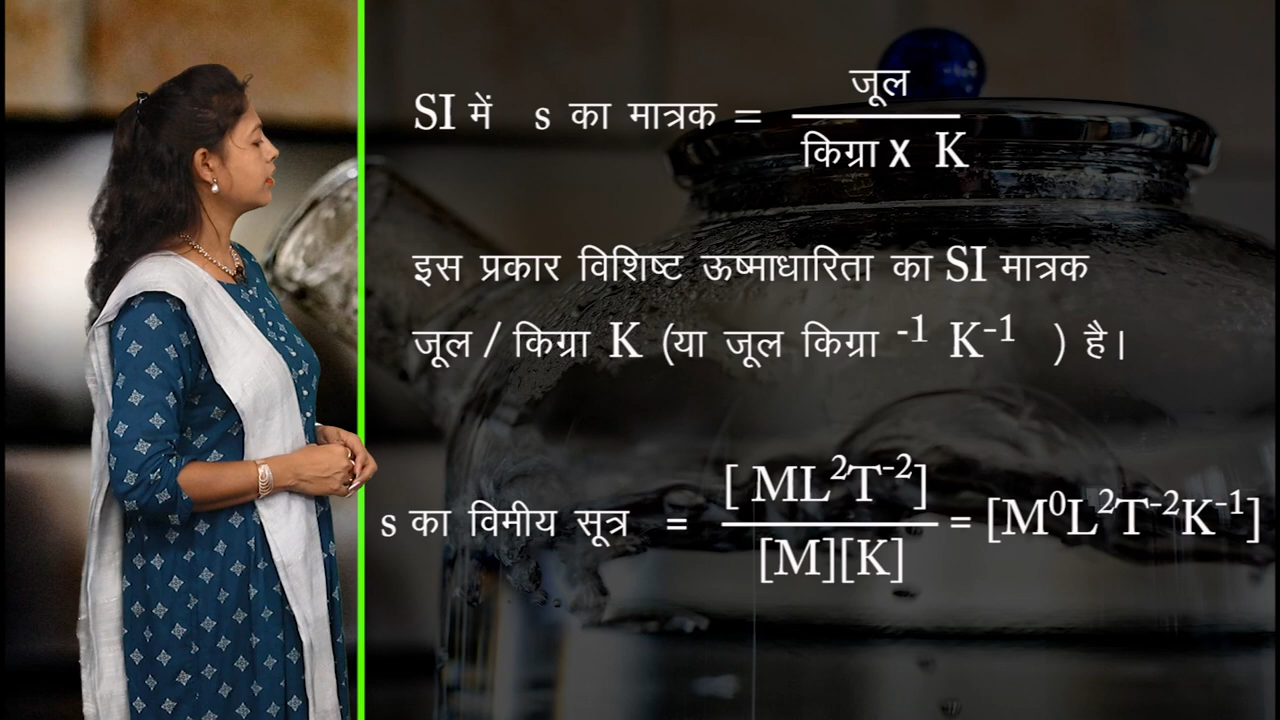 SI में s का मात्रक = जूल / किग्रा x K
इस प्रकार विशिष्ट ऊष्माधारिता का SI मात्रक
जूल / किग्रा K (या जूल किग्रा ⁻¹ K⁻¹ ) है।
s का विमीय सूत्र = [ ML²T⁻²] / [M][K] = [M⁰L²T⁻²K⁻¹]